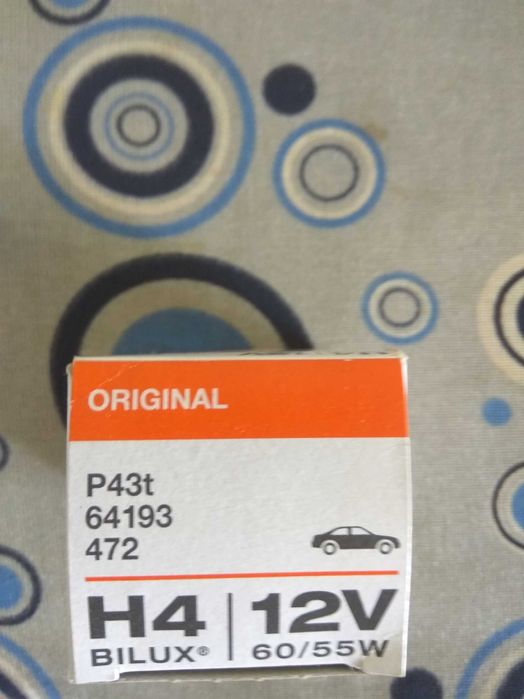 ORIGINAL
P43t
64193
472
H4 12V
BILUX® 60/55W